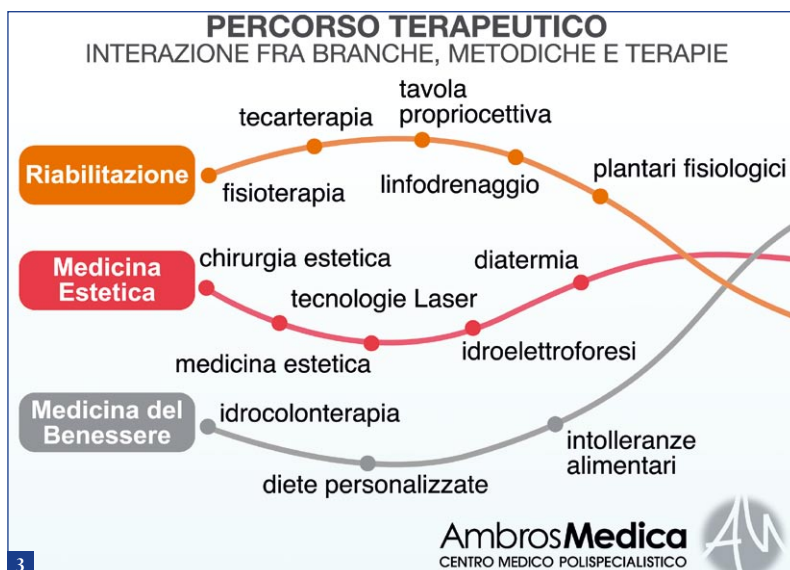 PERCORSO TERAPEUTICO
INTERAZIONE FRA BRANCHE, METODICHE E TERAPIE
Riabilitazione
fisioterapia
tecarterapia
tavola
propriocettiva
linfodrenaggio
plantari fisiologici
Medicina
Estetica
chirurgia estetica
medicina estetica
tecnologie Laser
idroelettroforesi
diatermia
Medicina del
Benessere
idrocolonterapia
diete personalizzate
intolleranze
alimentari
AmbrosMedica
CENTRO MEDICO POLISPECIALISTICO
3